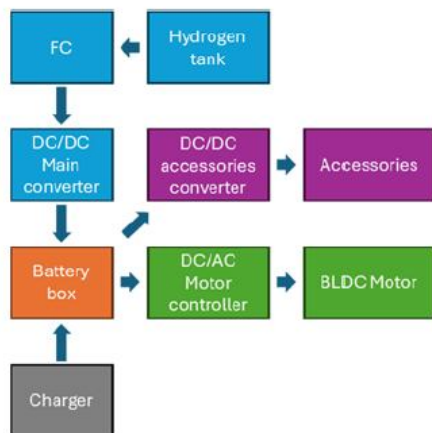 FC
Hydrogen
tank
DC/DC
Main
converter
DC/DC
accessories
converter
Accessories
Battery
box
DC/AC
Motor
controller
BLDC Motor
Charger